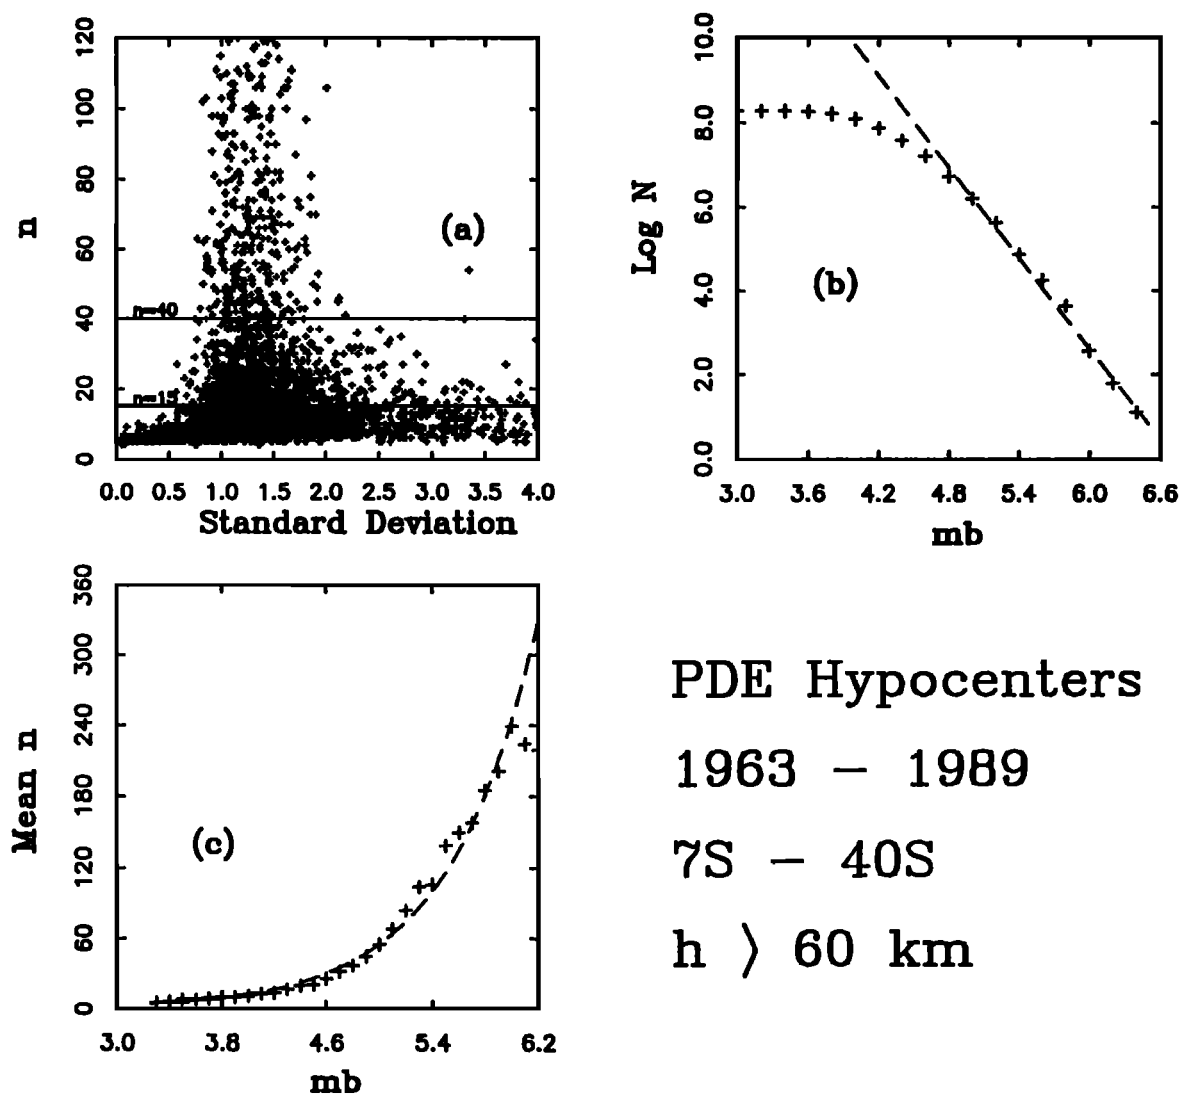 n
120
100
80
60
40
20
0
(a)
n=40
n=15
0.0 0.5 1.0 1.5 2.0 2.5 3.0 3.5 4.0
Standard Deviation
Log N
10.0
8.0
6.0
4.0
2.0
0.0
(b)
3.0 3.6 4.2 4.8 5.4 6.0 6.6
mb
Mean n
360
300
240
180
120
60
0
(c)
3.0 3.8 4.6 5.4 6.2
mb
PDE Hypocenters
1963 – 1989
7S – 40S
h 〉 60 km